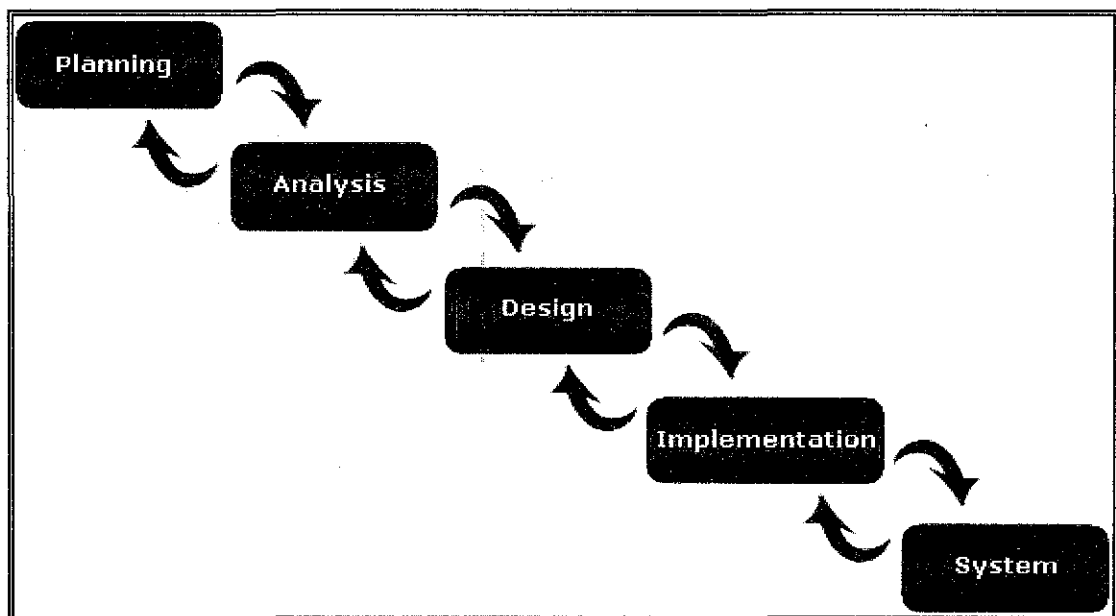 Planning
Analysis
Design
Implementation
System